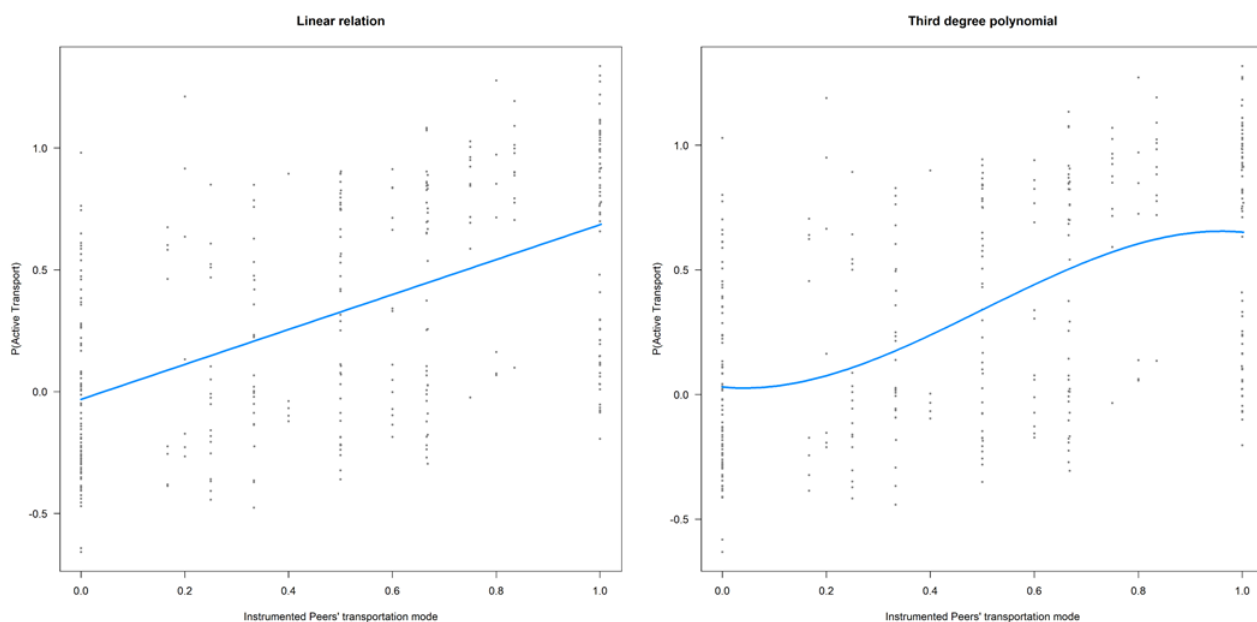 Linear relation
P(Active Transport)
1.0
0.5
0.0
-0.5
0.0 0.2 0.4 0.6 0.8 1.0
Instrumented Peers' transportation mode
Third degree polynomial
P(Active Transport)
1.0
0.5
0.0
-0.5
0.0 0.2 0.4 0.6 0.8 1.0
Instrumented Peers' transportation mode